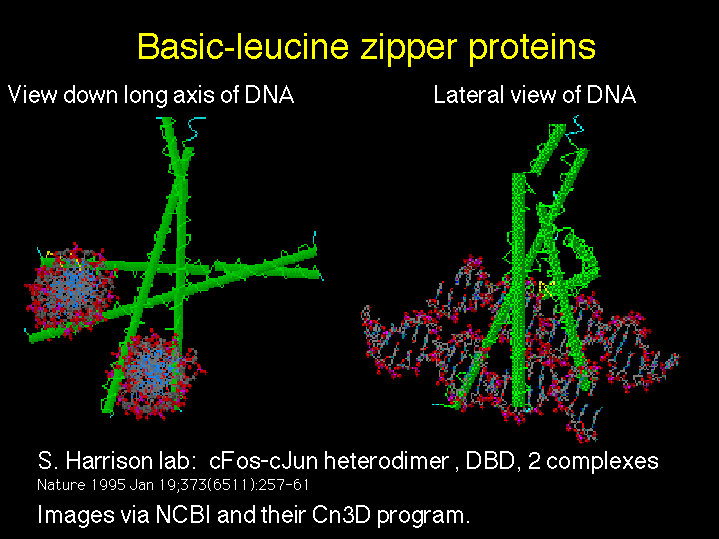 Basic-leucine zipper proteins
View down long axis of DNA
Lateral view of DNA
S. Harrison lab:  cFos-cJun heterodimer , DBD, 2 complexes
Nature 1995 Jan 19;373(6511):257-61
Images via NCBI and their Cn3D program.